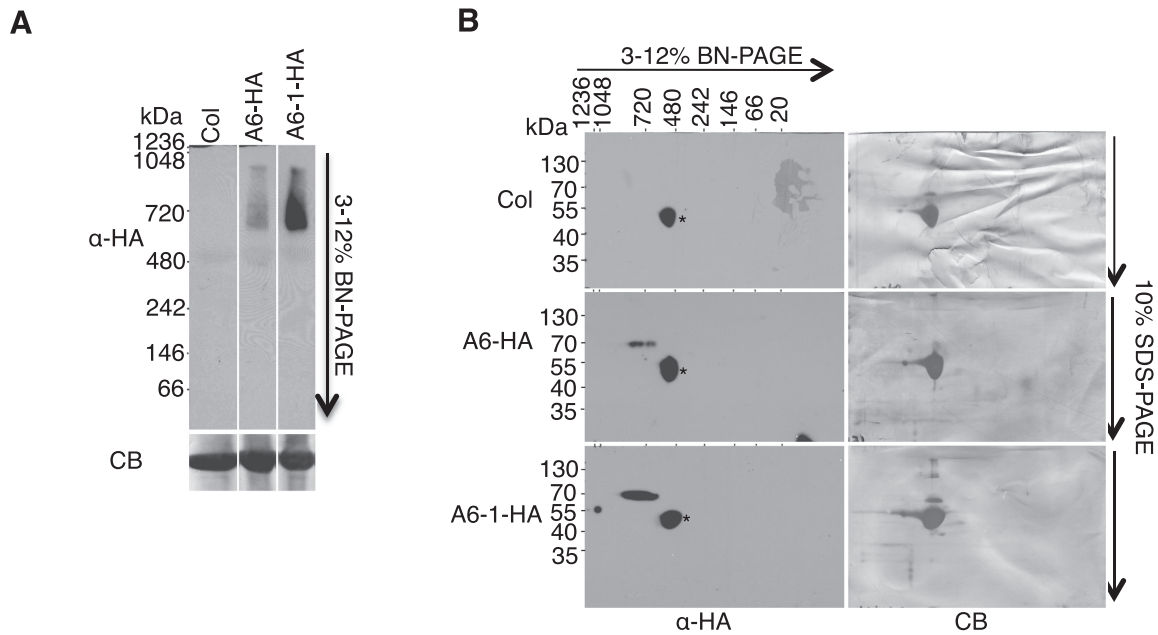 A
kDa
Col
A6-HA
A6-1-HA
1236
1048
720
α-HA
480
242
146
66
3-12% BN-PAGE
CB
B
3-12% BN-PAGE
kDa
1236
1048
720
480
242
146
66
20
Col
130
70
55
40
35
*
A6-HA
130
70
55
40
35
*
A6-1-HA
130
70
55
40
35
*
10% SDS-PAGE
α-HA
CB